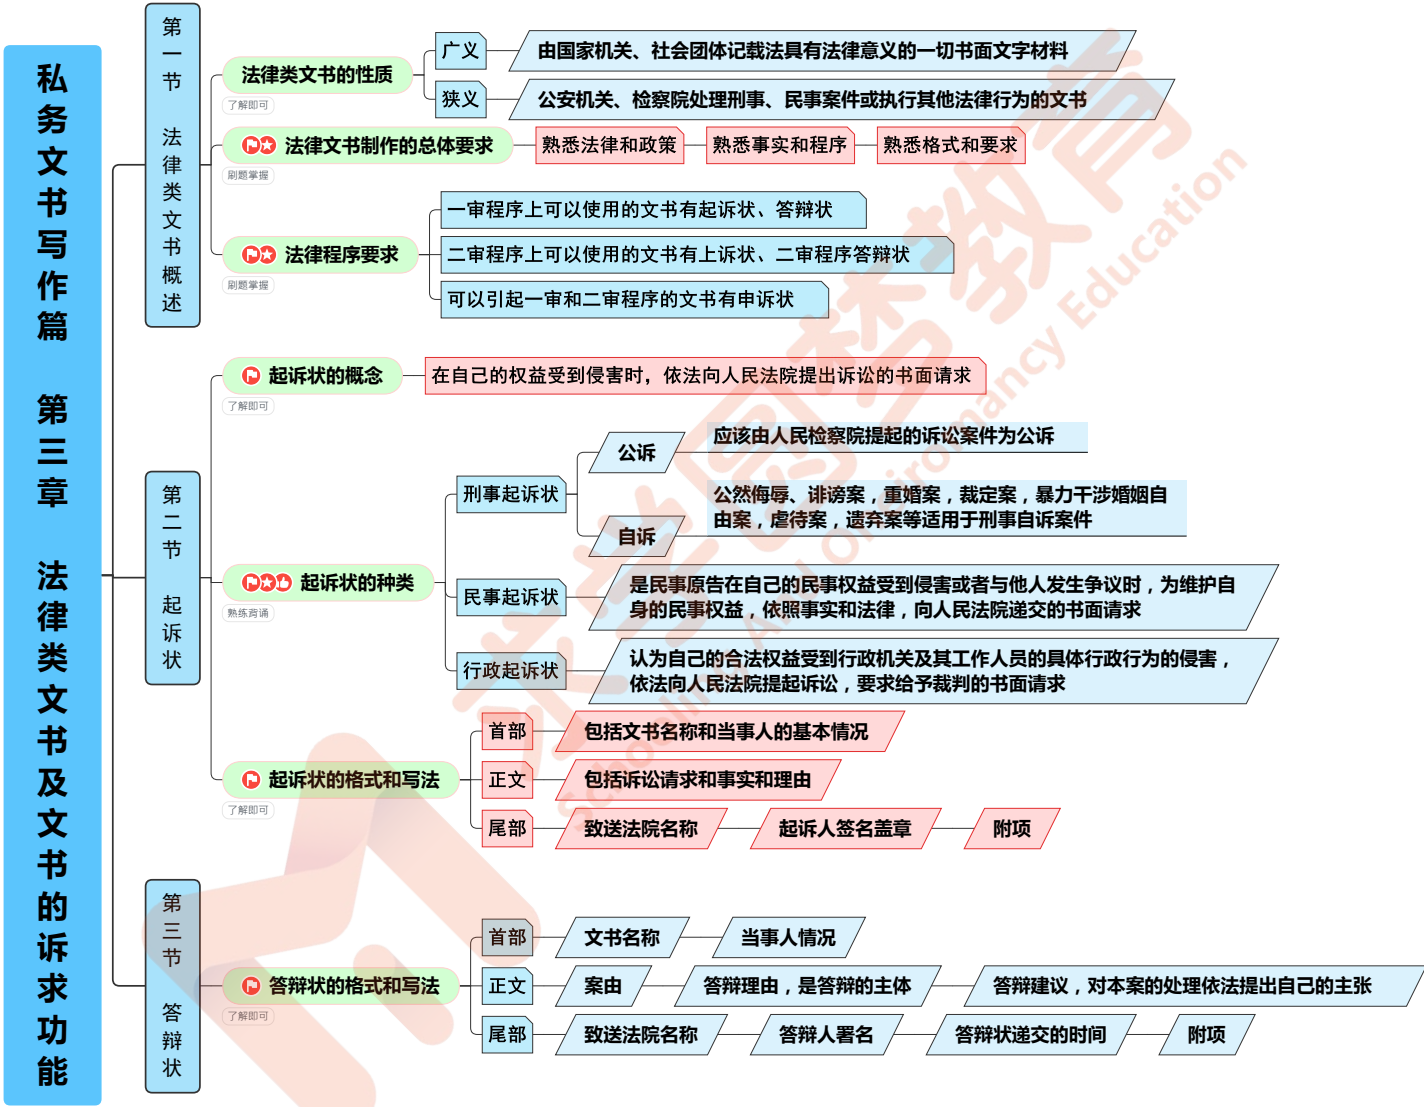 私务文书写作篇 第三章 法律类文书及文书的诉求功能
第一节 法律类文书概述
法律类文书的性质
了解即可
广义
由国家机关、社会团体记载法具有法律意义的一切书面文字材料
狭义
公安机关、检察院处理刑事、民事案件或执行其他法律行为的文书
法律文书制作的总体要求
刷题掌握
熟悉法律和政策
熟悉事实和程序
熟悉格式和要求
法律程序要求
刷题掌握
一审程序上可以使用的文书有起诉状、答辩状
二审程序上可以使用的文书有上诉状、二审程序答辩状
可以引起一审和二审程序的文书有申诉状
第二节 起诉状
起诉状的概念
了解即可
在自己的权益受到侵害时，依法向人民法院提出诉讼的书面请求
起诉状的种类
熟练背诵
刑事起诉状
公诉
应该由人民检察院提起的诉讼案件为公诉
自诉
公然侮辱、诽谤案，重婚案，裁定案，暴力干涉婚姻自
由案，虐待案，遗弃案等适用于刑事自诉案件
民事起诉状
是民事原告在自己的民事权益受到侵害或者与他人发生争议时，为维护自
身的民事权益，依照事实和法律，向人民法院递交的书面请求
行政起诉状
认为自己的合法权益受到行政机关及其工作人员的具体行政行为的侵害，
依法向人民法院提起诉讼，要求给予裁判的书面请求
起诉状的格式和写法
了解即可
首部
包括文书名称和当事人的基本情况
正文
包括诉讼请求和事实和理由
尾部
致送法院名称
起诉人签名盖章
附项
第三节 答辩状
答辩状的格式和写法
了解即可
首部
文书名称
当事人情况
正文
案由
答辩理由，是答辩的主体
答辩建议，对本案的处理依法提出自己的主张
尾部
致送法院名称
答辩人署名
答辩状递交的时间
附项
求学圆梦教育